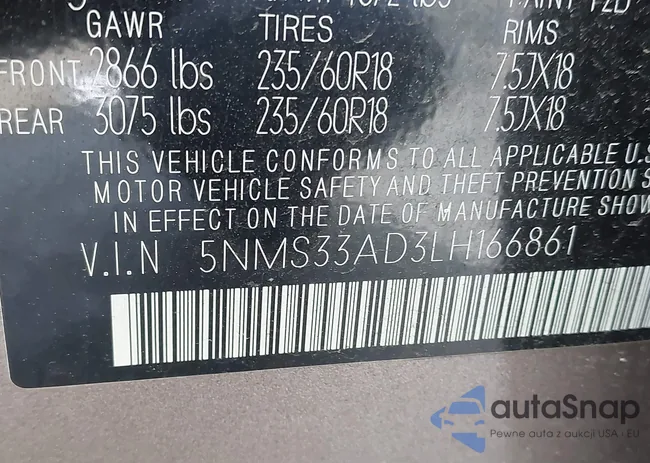 GAWR TIRES RIMS
FRONT 2866 lbs 235/60R18 7.5JX18
REAR 3075 lbs 235/60R18 7.5JX18
THIS VEHICLE CONFORMS TO ALL APPLICABLE U.S
MOTOR VEHICLE SAFETY AND THEFT PREVENTION S
IN EFFECT ON THE DATE OF MANUFACTURE SHOW
V.I.N 5NMS33AD3LH166861
autaSnap
Pewne auta z aukcji USA - EU